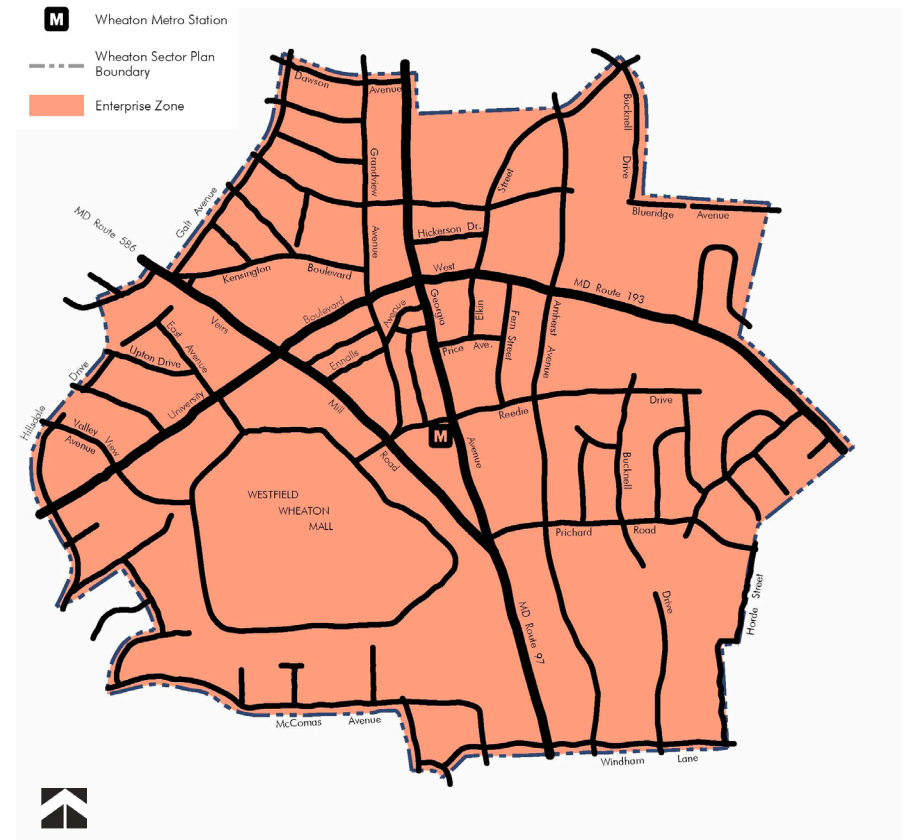 M
Wheaton Metro Station
Wheaton Sector Plan
Boundary
Enterprise Zone
Dawson
Avenue
Bucknell
Drive
Grandview
Avenue
Street
Galt Avenue
MD Route 586
Blueridge Avenue
Hickerson Dr.
Kensington Boulevard
West
MD Route 193
Boulevard
Avenue
Georgia
Elkin
Fern Street
Amherst
Avenue
Veirs
East
Avenue
Upton Drive
Ennalls
Price Ave.
Hillsdale Drive
University
Mill
Road
Reedie
Drive
Valley View
Avenue
M
Avenue
Bucknell
WESTFIELD
WHEATON
MALL
Prichard Road
Drive
Horde Street
MD Route 97
McComas Avenue
Windham Lane